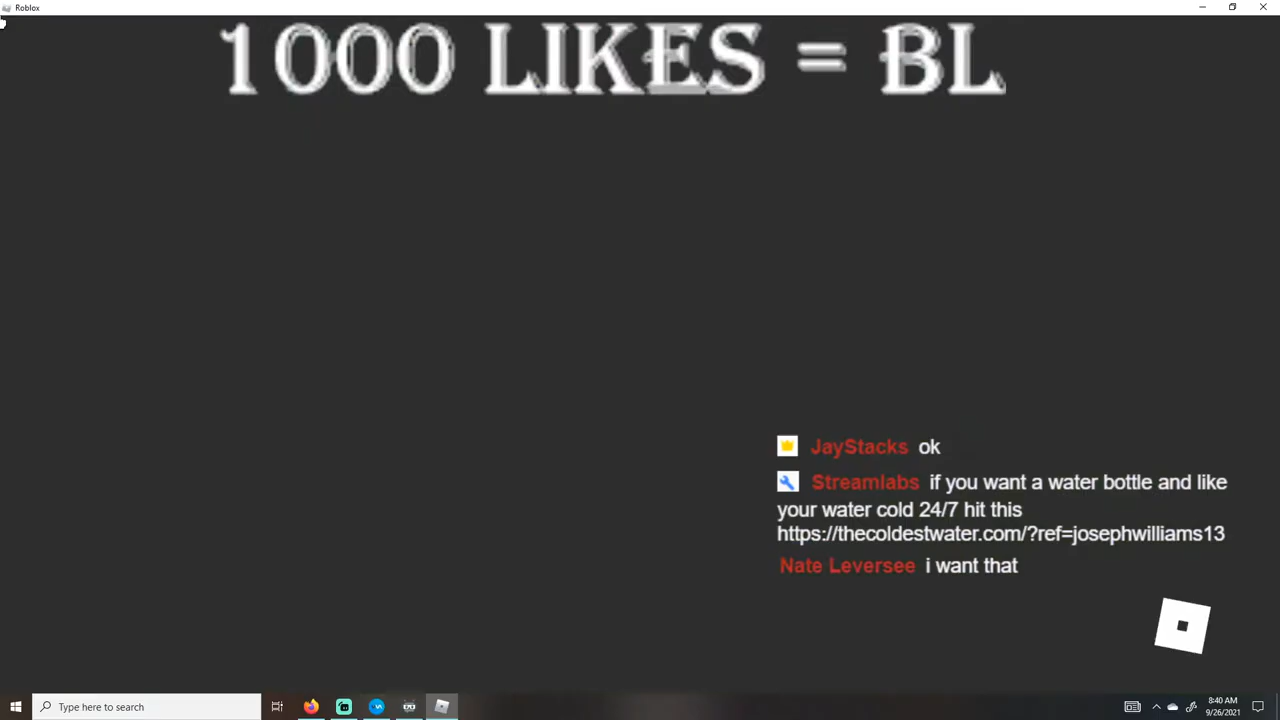 Roblox
1000 LIKES = BL
JayStacks ok
Streamlabs if you want a water bottle and like
your water cold 24/7 hit this
https://thecoldestwater.com/?ref=josephwilliams13
Nate Leversee i want that
Type here to search
8:40 AM
9/26/2021